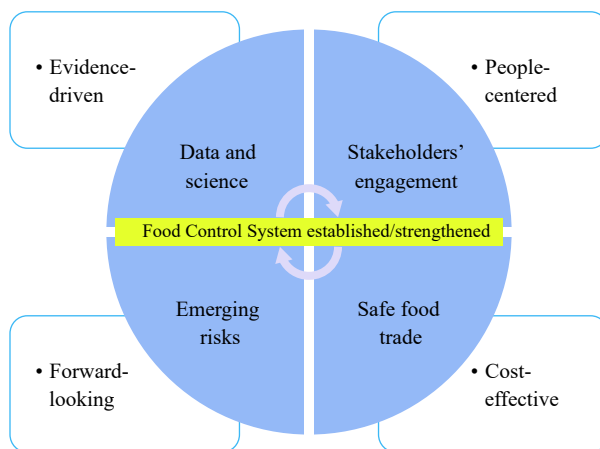 • Evidence-
driven
• People-
centered
Data and
science
Stakeholders’
engagement
Food Control System established/strengthened
Emerging
risks
Safe food
trade
• Forward-
looking
• Cost-
effective